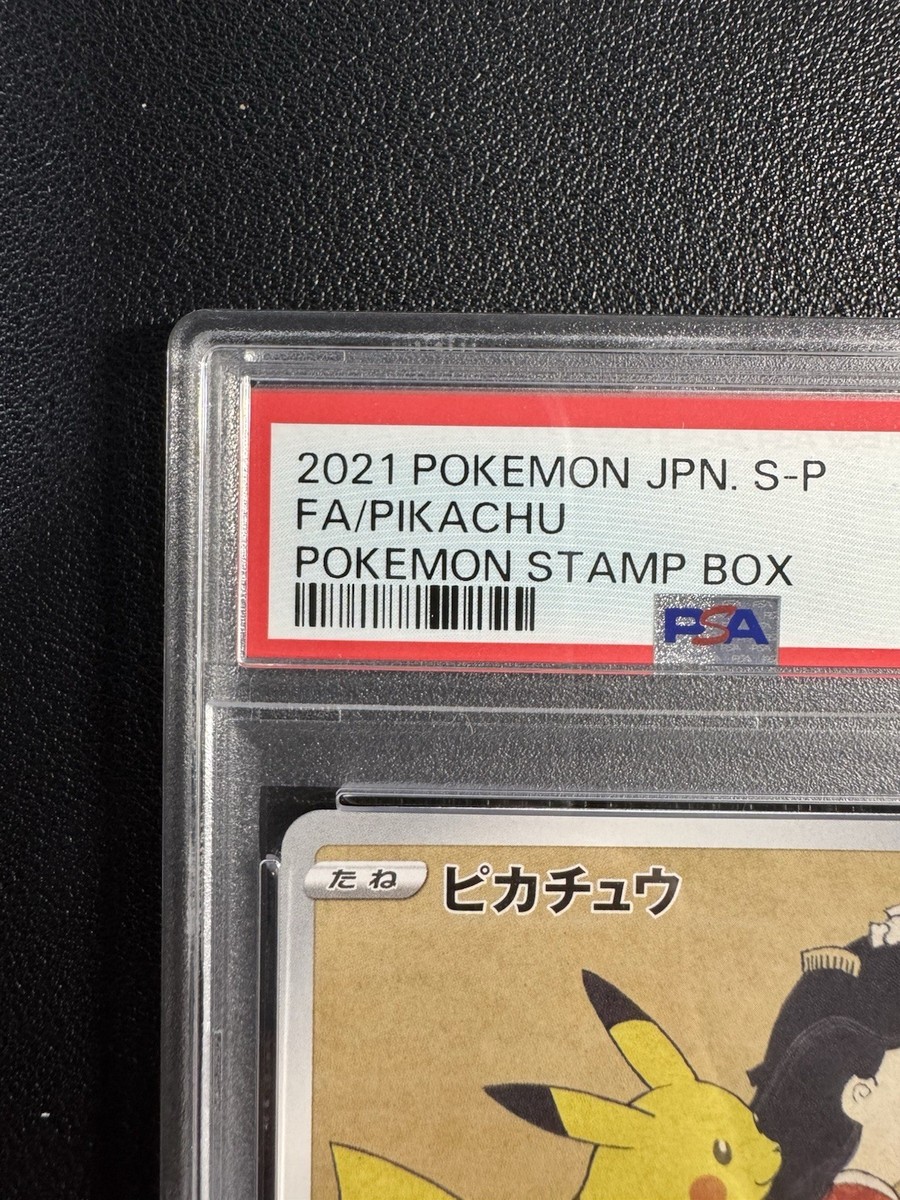 2021 POKEMON JPN. S-P
FA/PIKACHU
POKEMON STAMP BOX
PSA
たね ピカチュウ